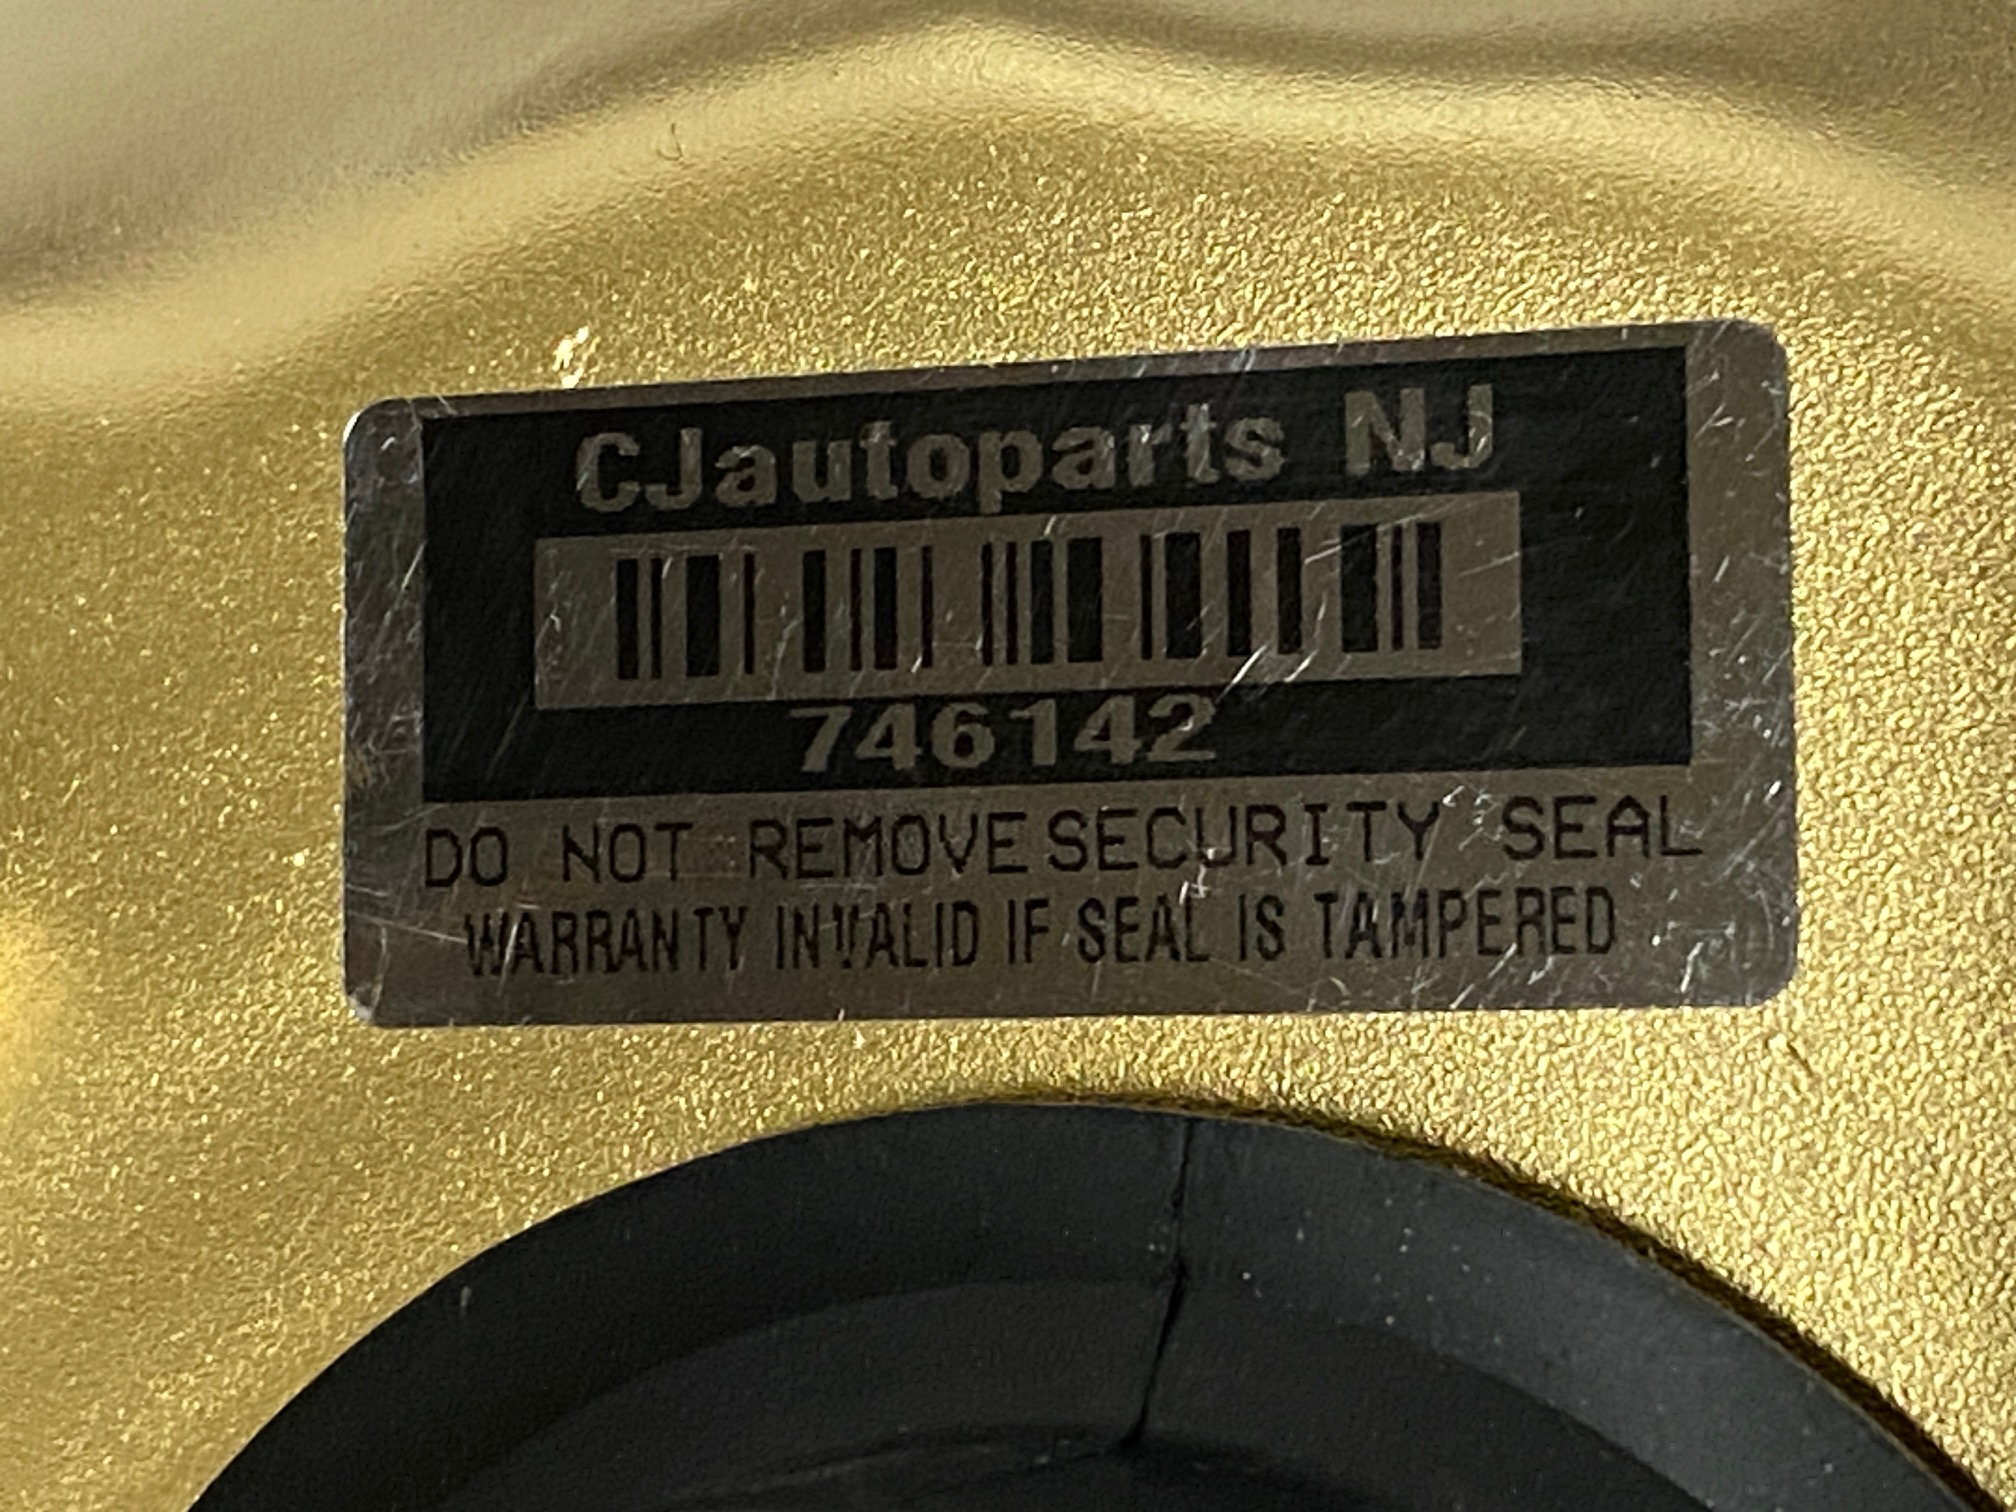 CJautoparts NJ
746142
DO NOT REMOVE SECURITY SEAL
WARRANTY INVALID IF SEAL IS TAMPERED